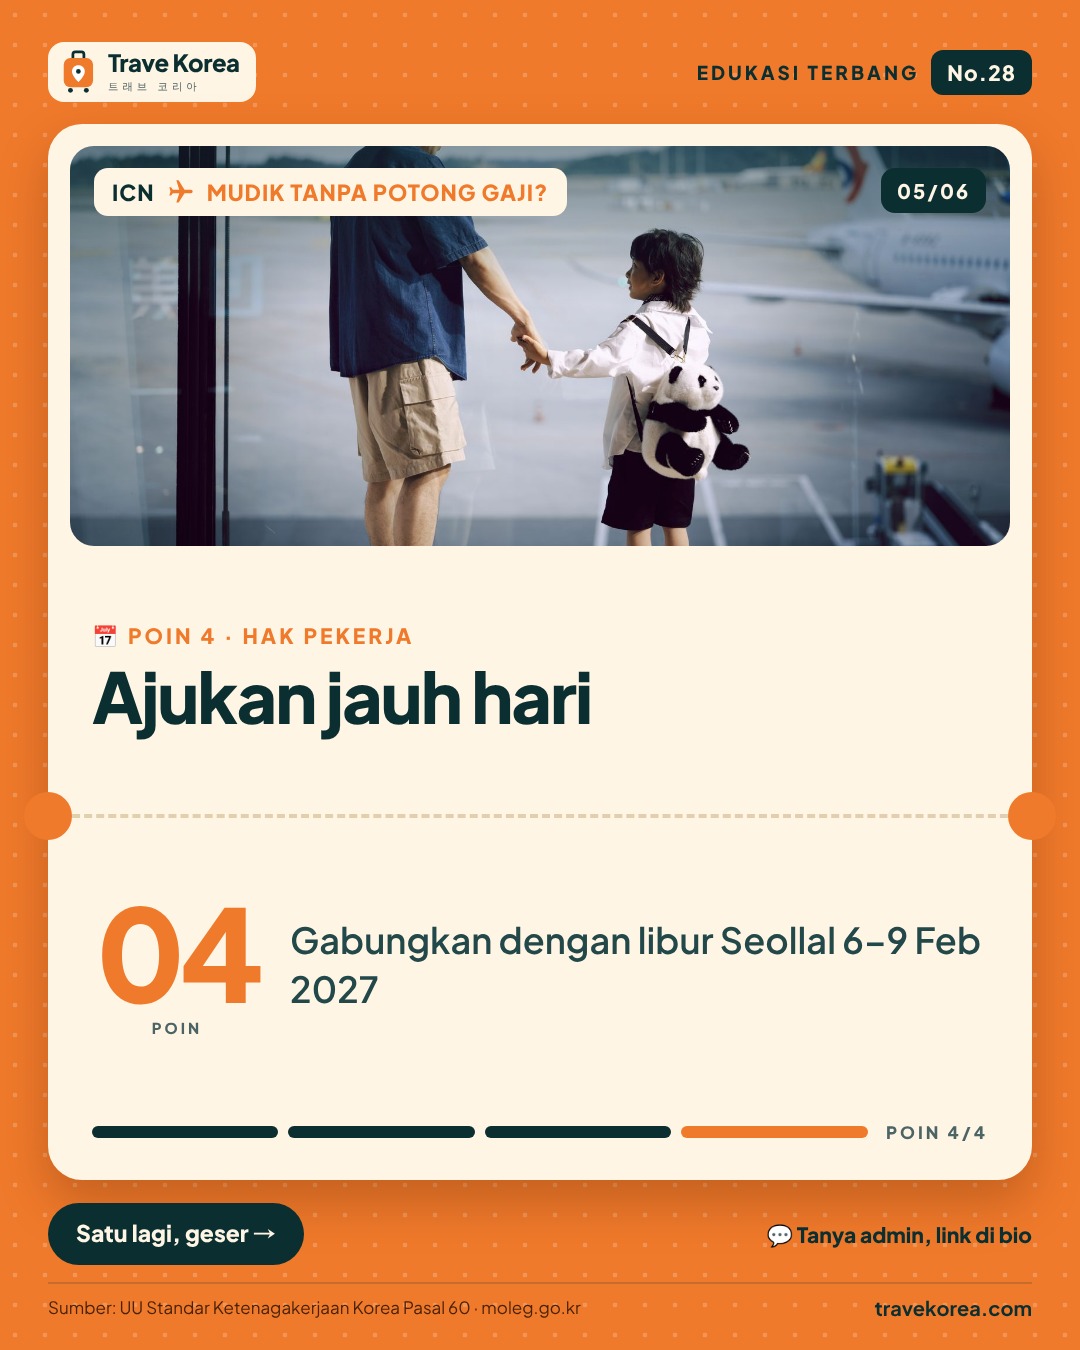 Trave Korea
트래브 코리아
EDUKASI TERBANG
No.28
ICN ✈ MUDIK TANPA POTONG GAJI?
05/06
📅 POIN 4 · HAK PEKERJA
Ajukan jauh hari
04
POIN
Gabungkan dengan libur Seollal 6–9 Feb
2027
POIN 4/4
Satu lagi, geser →
💬 Tanya admin, link di bio
Sumber: UU Standar Ketenagakerjaan Korea Pasal 60 · moleg.go.kr
travekorea.com